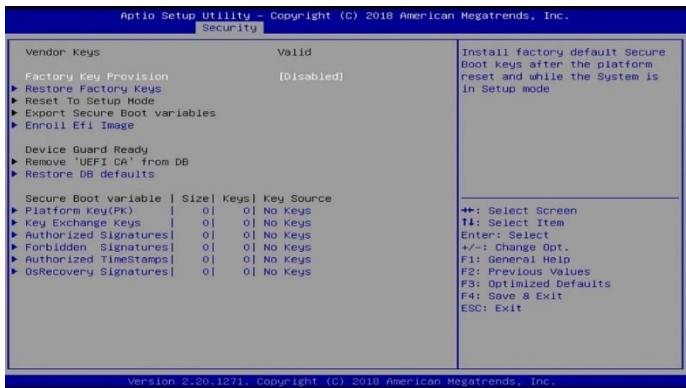 Aptio Setup Utility – Copyright (C) 2018 American Megatrends, Inc.
Security
Vendor Keys Valid
Factory Key Provision [Disabled]
▶ Restore Factory Keys
▶ Reset To Setup Mode
▶ Export Secure Boot variables
▶ Enroll Efi Image
Device Guard Ready
▶ Remove 'UEFI CA' from DB
▶ Restore DB defaults
Secure Boot variable | Size| Keys| Key Source
▶ Platform Key(PK) | 0| 0| No Keys
▶ Key Exchange Keys | 0| 0| No Keys
▶ Authorized Signatures| 0| 0| No Keys
▶ Forbidden Signatures| 0| 0| No Keys
▶ Authorized TimeStamps| 0| 0| No Keys
▶ OsRecovery Signatures| 0| 0| No Keys
Install factory default Secure
Boot keys after the platform
reset and while the System is
in Setup mode
→←: Select Screen
↑↓: Select Item
Enter: Select
+/-: Change Opt.
F1: General Help
F2: Previous Values
F3: Optimized Defaults
F4: Save & Exit
ESC: Exit
Version 2.20.1271. Copyright (C) 2018 American Megatrends, Inc.